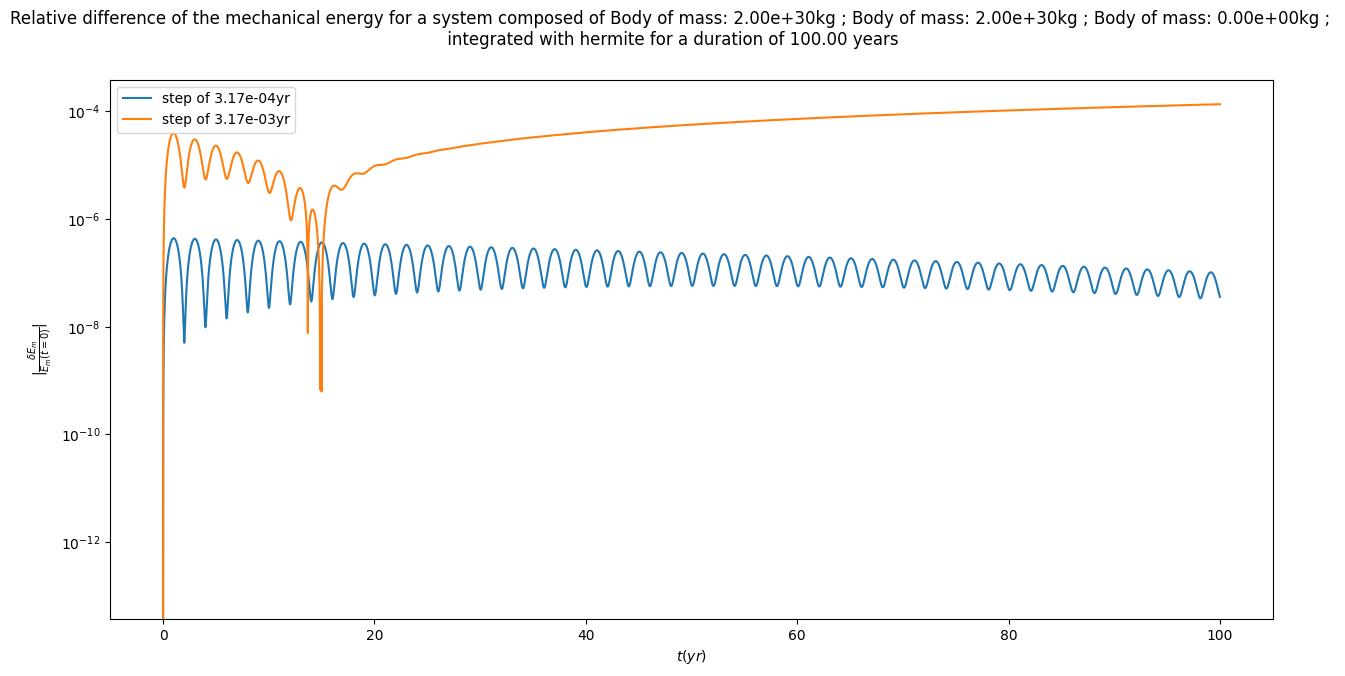 Relative difference of the mechanical energy for a system composed of Body of mass: 2.00e+30kg ; Body of mass: 2.00e+30kg ; Body of mass: 0.00e+00kg ;
integrated with hermite for a duration of 100.00 years
step of 3.17e-04yr
step of 3.17e-03yr
10⁻⁴
10⁻⁶
10⁻⁸
10⁻¹⁰
10⁻¹²
|δEₘ/Eₘ(t = 0)|
0 20 40 60 80 100
t(yr)